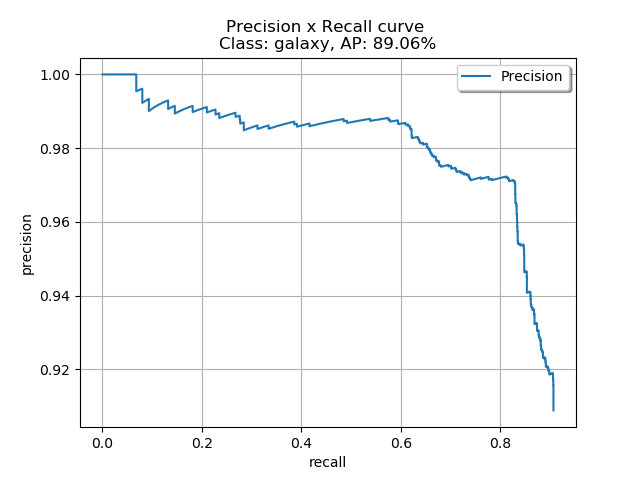 Precision x Recall curve
Class: galaxy, AP: 89.06%
Precision
1.00
0.98
0.96
0.94
0.92
precision
0.0 0.2 0.4 0.6 0.8
recall